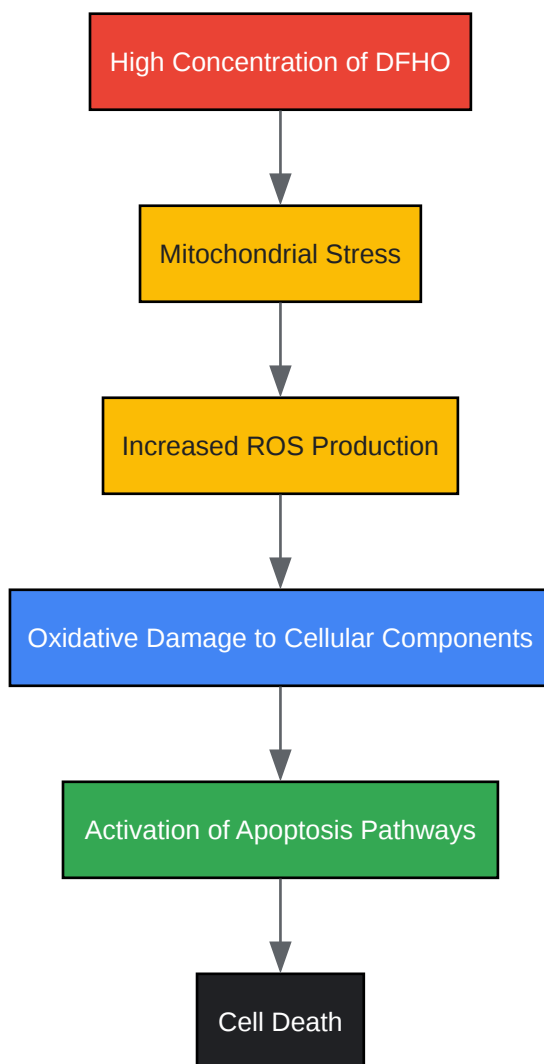 High Concentration of DFHO
Mitochondrial Stress
Increased ROS Production
Oxidative Damage to Cellular Components
Activation of Apoptosis Pathways
Cell Death